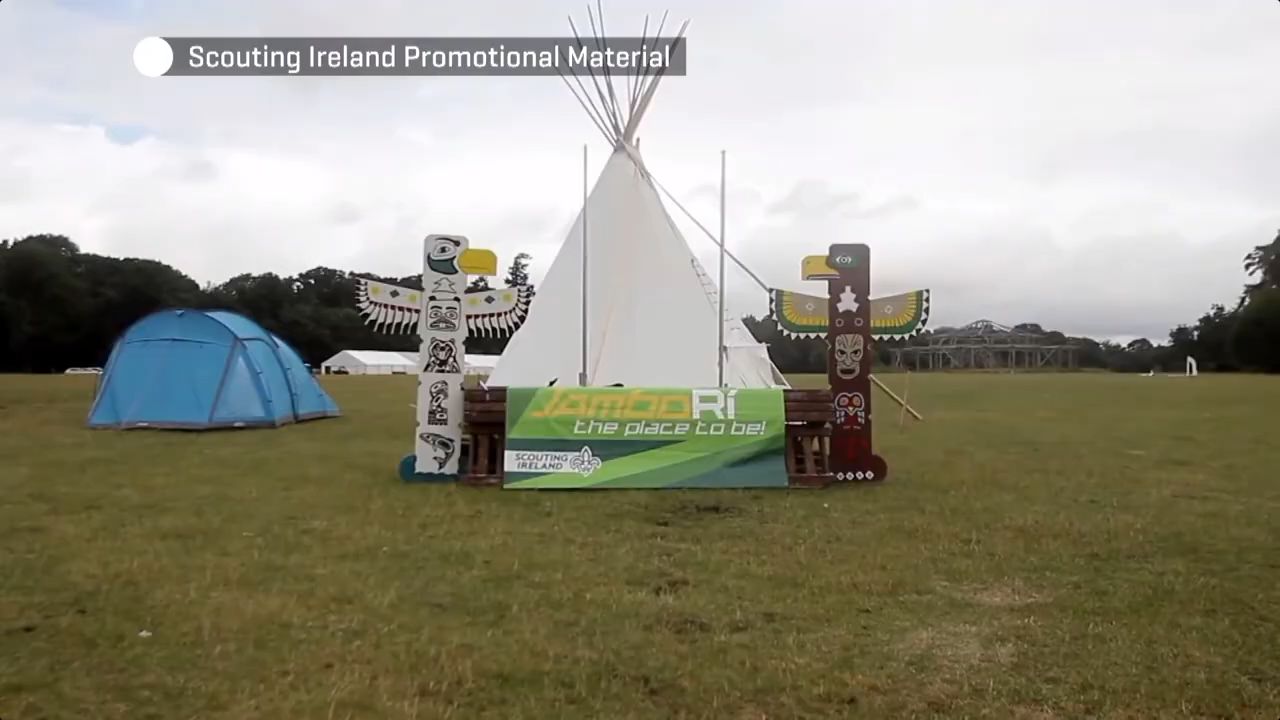 Scouting Ireland Promotional Material
JAMBORí
the place to be!
SCOUTING
IRELAND